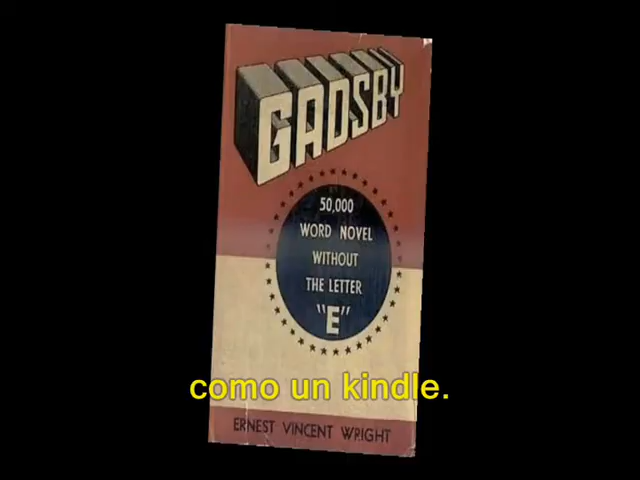 GADSBY
50,000
WORD NOVEL
WITHOUT
THE LETTER
"E"
como un kindle.
ERNEST VINCENT WRIGHT